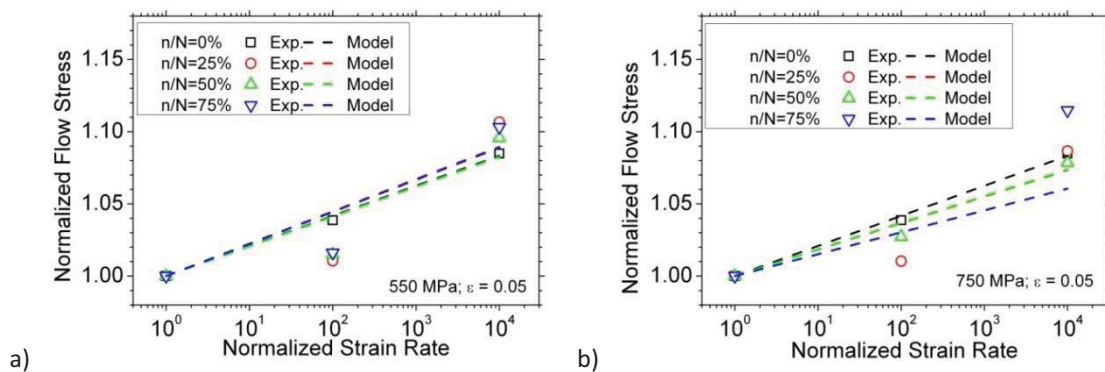 n/N=0% Exp. Model
n/N=25% Exp. Model
n/N=50% Exp. Model
n/N=75% Exp. Model
Normalized Flow Stress
1.15
1.10
1.05
1.00
550 MPa; ε = 0.05
10⁰ 10¹ 10² 10³ 10⁴
Normalized Strain Rate
a)
n/N=0% Exp. Model
n/N=25% Exp. Model
n/N=50% Exp. Model
n/N=75% Exp. Model
Normalized Flow Stress
1.15
1.10
1.05
1.00
750 MPa; ε = 0.05
10⁰ 10¹ 10² 10³ 10⁴
Normalized Strain Rate
b)